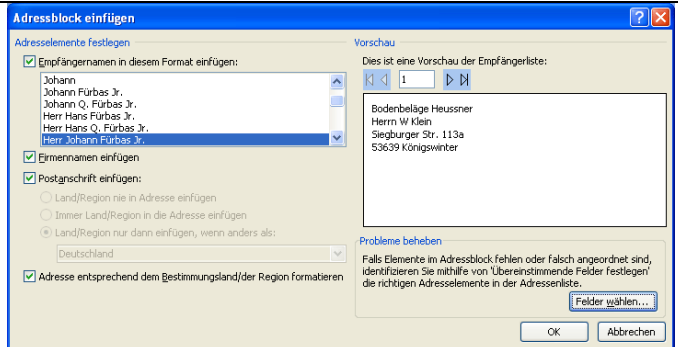 Adressblock einfügen
Adresselemente festlegen
Empfängernamen in diesem Format einfügen:
Johann
Johann Fürbas Jr.
Johann Q. Fürbas Jr.
Herr Hans Fürbas Jr.
Herr Hans Q. Fürbas Jr.
Herr Johann Fürbas Jr.
Firmennamen einfügen
Postanschrift einfügen:
Land/Region nie in Adresse einfügen
Immer Land/Region in die Adresse einfügen
Land/Region nur dann einfügen, wenn anders als:
Deutschland
Adresse entsprechend dem Bestimmungsland/der Region formatieren
Vorschau
Dies ist eine Vorschau der Empfängerliste:
1
Bodenbeläge Heussner
Herrn W Klein
Siegburger Str. 113a
53639 Königswinter
Probleme beheben
Falls Elemente im Adressblock fehlen oder falsch angeordnet sind,
identifizieren Sie mithilfe von 'Übereinstimmende Felder festlegen'
die richtigen Adresselemente in der Adressenliste.
Felder wählen...
OK
Abbrechen